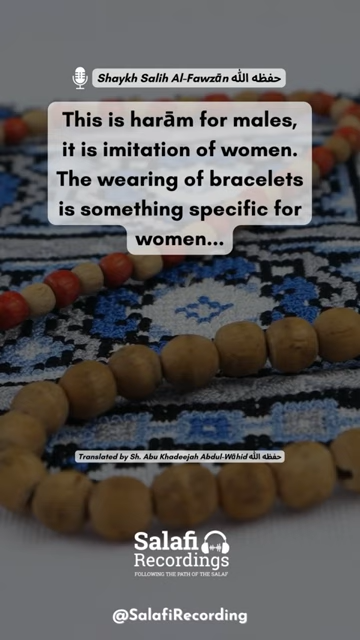 Shaykh Salih Al-Fawzān حفظه الله
This is harām for males,
it is imitation of women.
The wearing of bracelets
is something specific for
women...
Translated by Sh. Abu Khadeejah Abdul-Wāhid حفظه الله
Salafi
Recordings
FOLLOWING THE PATH OF THE SALAF
@SalafiRecording